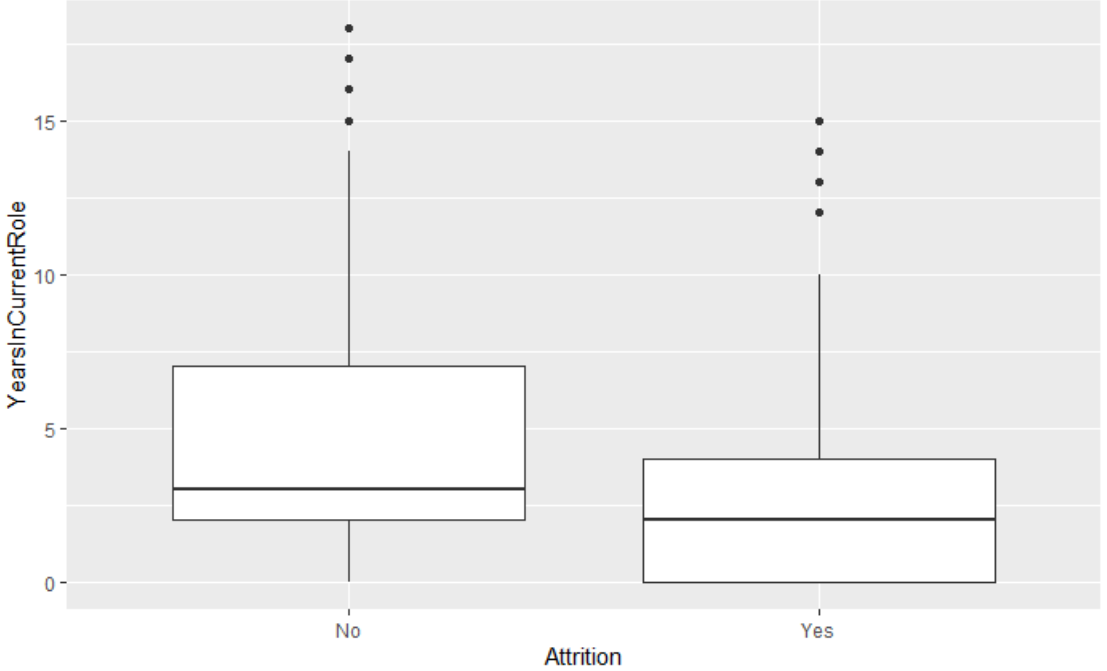 YearsInCurrentRole
15
10
5
0
No Yes
Attrition